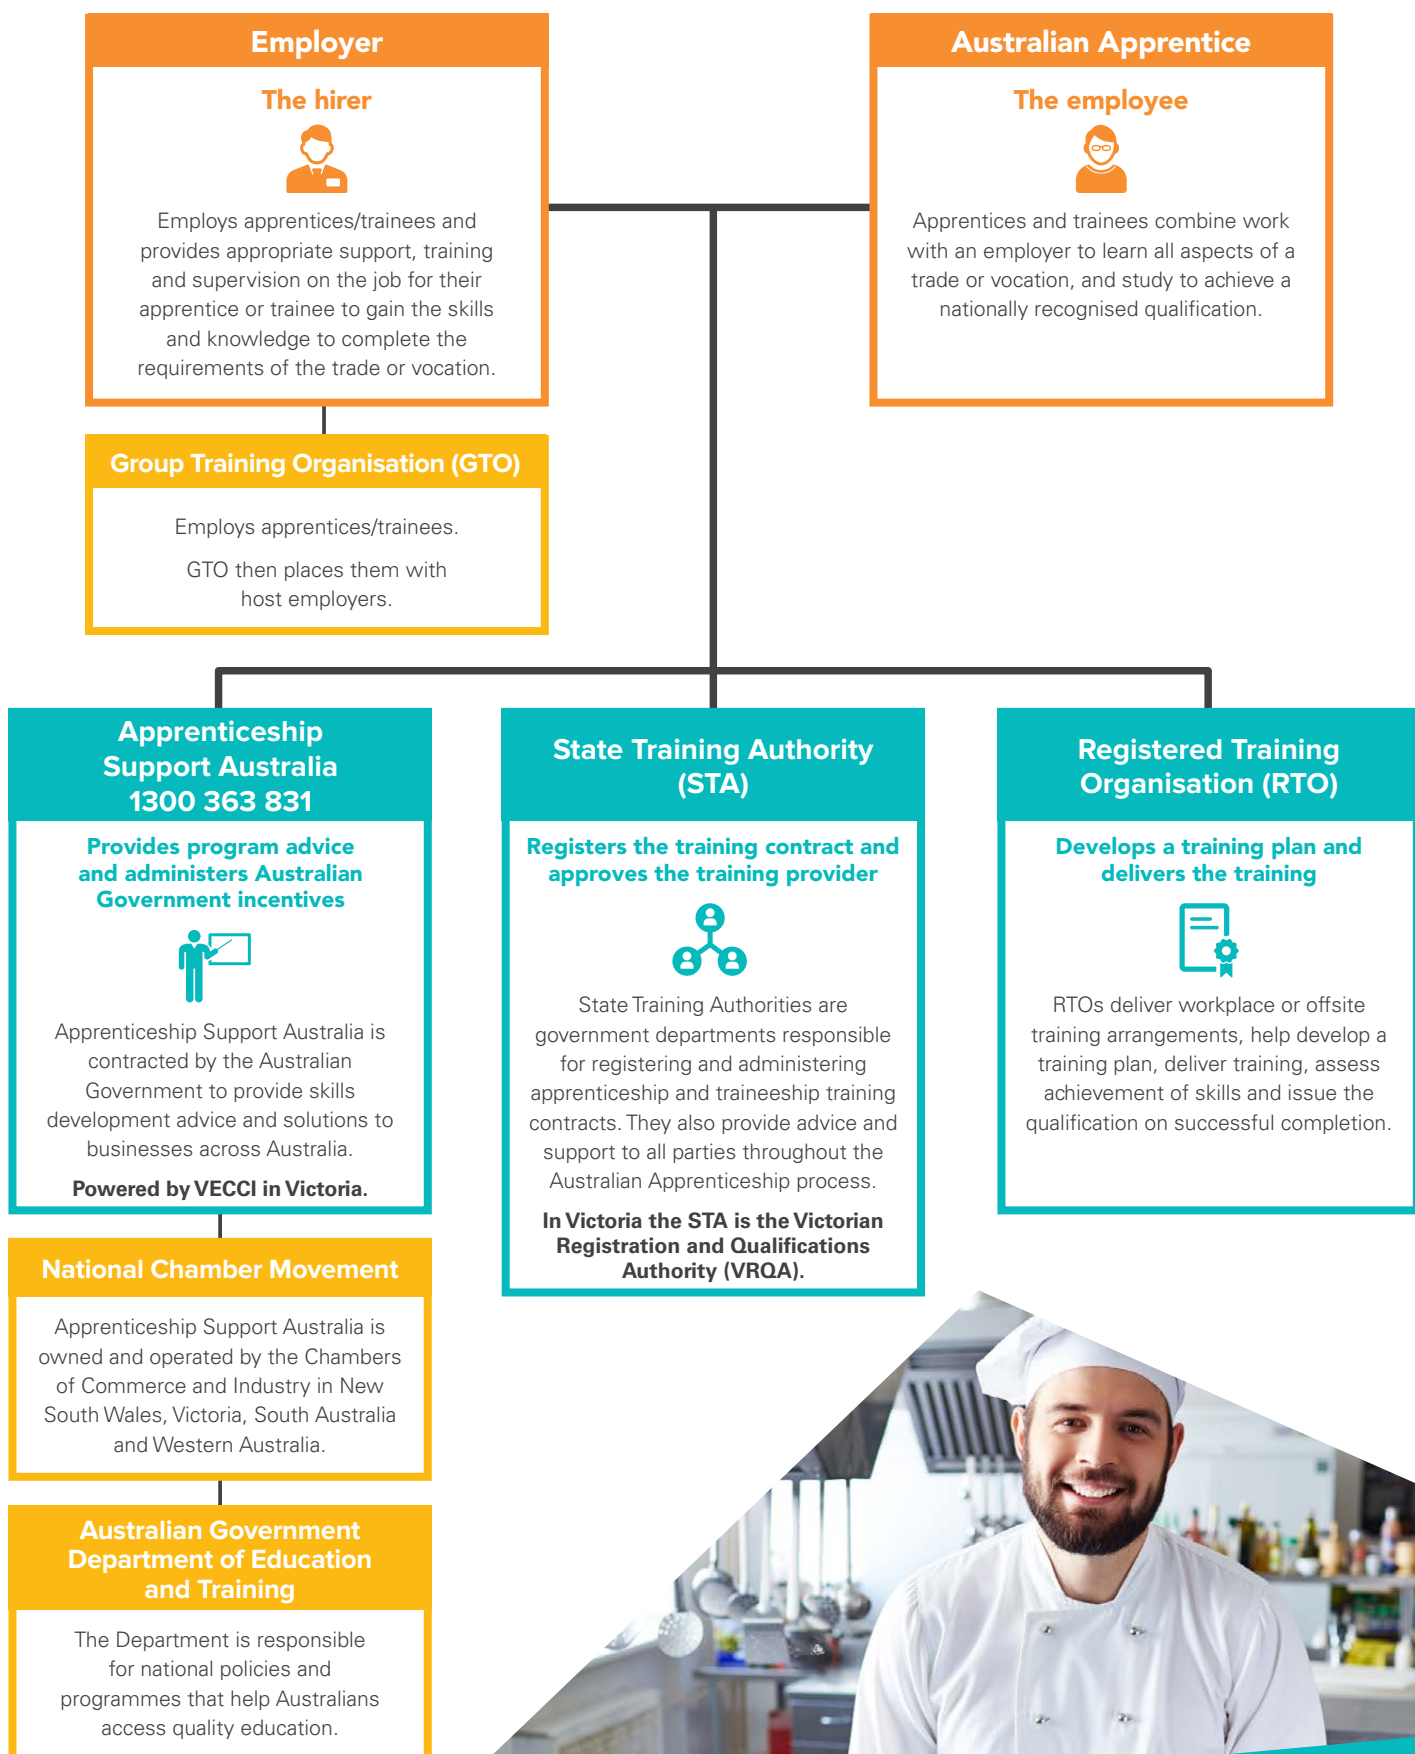 Employer
The hirer
Employs apprentices/trainees and
provides appropriate support, training
and supervision on the job for their
apprentice or trainee to gain the skills
and knowledge to complete the
requirements of the trade or vocation.
Australian Apprentice
The employee
Apprentices and trainees combine work
with an employer to learn all aspects of a
trade or vocation, and study to achieve a
nationally recognised qualification.
Group Training Organisation (GTO)
Employs apprentices/trainees.
GTO then places them with
host employers.
Apprenticeship
Support Australia
1300 363 831
Provides program advice
and administers Australian
Government incentives
Apprenticeship Support Australia is
contracted by the Australian
Government to provide skills
development advice and solutions to
businesses across Australia.
Powered by VECCI in Victoria.
State Training Authority
(STA)
Registers the training contract and
approves the training provider
State Training Authorities are
government departments responsible
for registering and administering
apprenticeship and traineeship training
contracts. They also provide advice and
support to all parties throughout the
Australian Apprenticeship process.
In Victoria the STA is the Victorian
Registration and Qualifications
Authority (VRQA).
Registered Training
Organisation (RTO)
Develops a training plan and
delivers the training
RTOs deliver workplace or offsite
training arrangements, help develop a
training plan, deliver training, assess
achievement of skills and issue the
qualification on successful completion.
National Chamber Movement
Apprenticeship Support Australia is
owned and operated by the Chambers
of Commerce and Industry in New
South Wales, Victoria, South Australia
and Western Australia.
Australian Government
Department of Education
and Training
The Department is responsible
for national policies and
programmes that help Australians
access quality education.